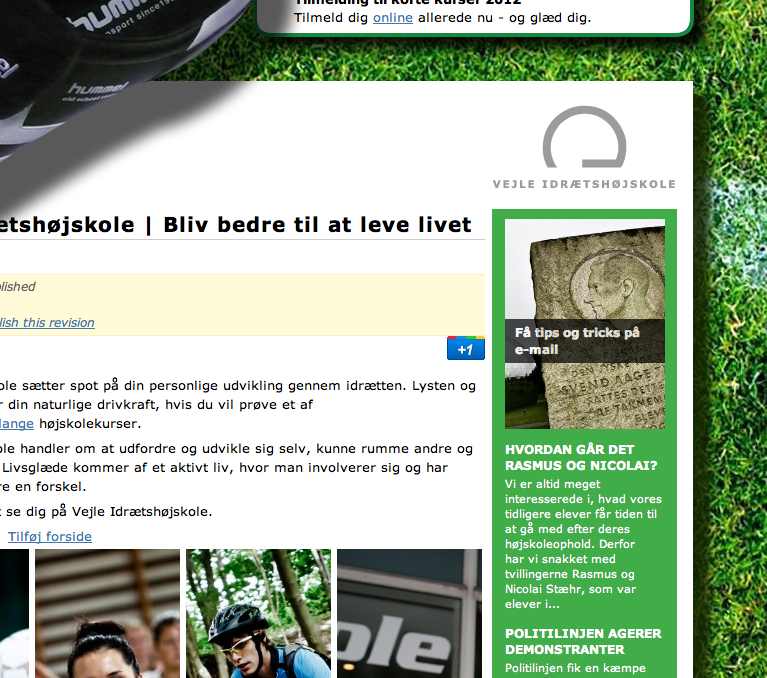 Tilmelding til korte kurser 2012
Tilmeld dig online allerede nu - og glæd dig.
hummel
sport since19
hummel
old school
VEJLE IDRÆTSHØJSKOLE
etshøjskole | Bliv bedre til at leve livet
lished
lish this revision
+1
ole sætter spot på din personlige udvikling gennem idrætten. Lysten og
r din naturlige drivkraft, hvis du vil prøve et af
lange højskolekurser.
ole handler om at udfordre og udvikle sig selv, kunne rumme andre og
Livsglæde kommer af et aktivt liv, hvor man involverer sig og har
re en forskel.
t se dig på Vejle Idrætshøjskole.
Tilføj forside
ole
Få tips og tricks på
e-mail
SVEND AAGE
SATTES DETE
AF TAKNEM
HVORDAN GÅR DET
RASMUS OG NICOLAI?
Vi er altid meget
interesserede i, hvad vores
tidligere elever får tiden til
at gå med efter deres
højskoleophold. Derfor
har vi snakket med
tvillingerne Rasmus og
Nicolai Stæhr, som var
elever i...
POLITILINJEN AGERER
DEMONSTRANTER
Politilinjen fik en kæmpe